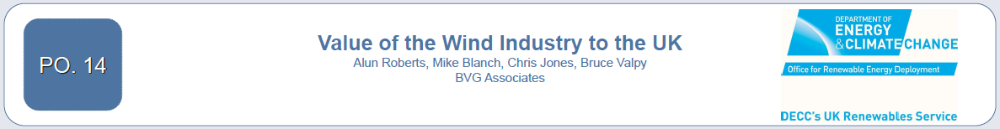 PO. 14
Value of the Wind Industry to the UK
Alun Roberts, Mike Blanch, Chris Jones, Bruce Valpy
BVG Associates
DEPARTMENT OF
ENERGY
&CLIMATECHANGE
Office for Renewable Energy Deployment
DECC's UK Renewables Service